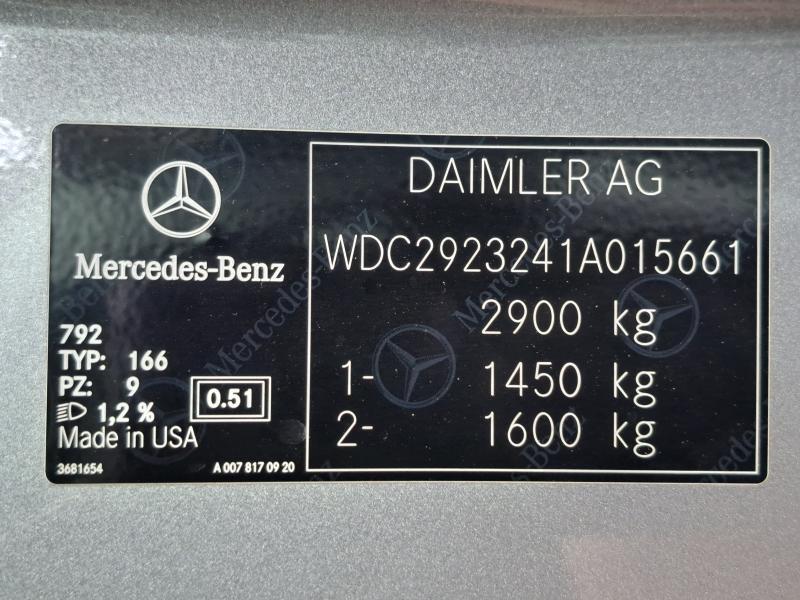 Mercedes-Benz
792
TYP: 166
PZ: 9
1,2 %
0.51
Made in USA
3681654
A 007 817 09 20
DAIMLER AG
WDC2923241A015661
2900 kg
1- 1450 kg
2- 1600 kg